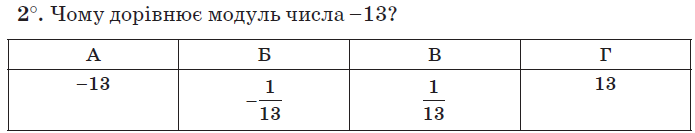 2°. Чому дорівнює модуль числа –13?
А Б В Г
–13 –1/13 1/13 13